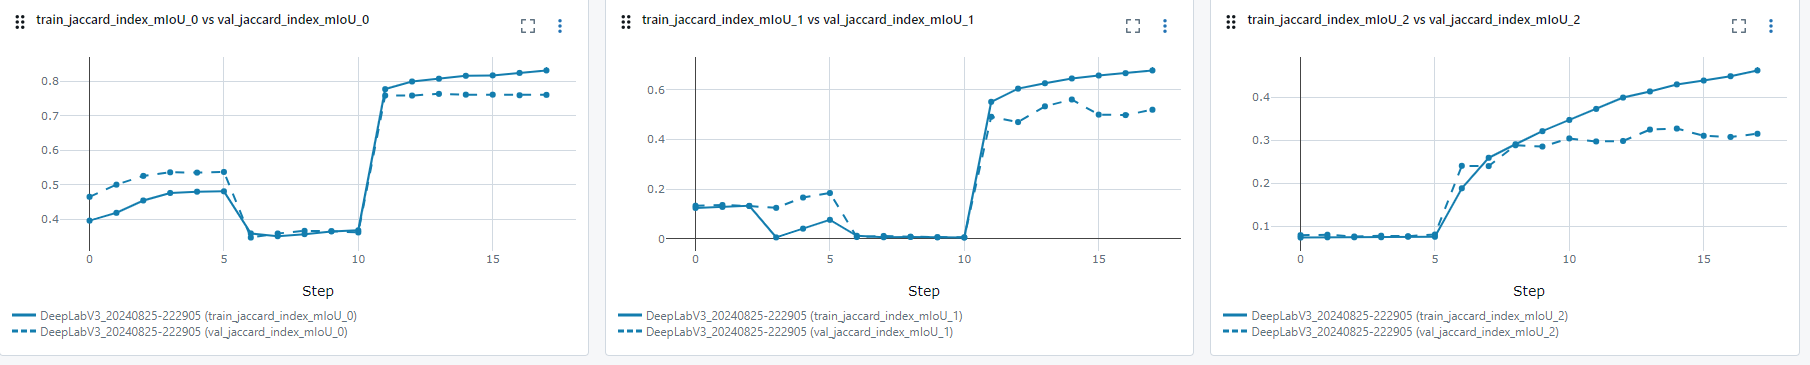 train_jaccard_index_mIoU_0 vs val_jaccard_index_mIoU_0
0.8
0.7
0.6
0.5
0.4
0
5
10
15
Step
DeepLabV3_20240825-222905 (train_jaccard_index_mIoU_0)
DeepLabV3_20240825-222905 (val_jaccard_index_mIoU_0)
train_jaccard_index_mIoU_1 vs val_jaccard_index_mIoU_1
0.6
0.4
0.2
0
0
5
10
15
Step
DeepLabV3_20240825-222905 (train_jaccard_index_mIoU_1)
DeepLabV3_20240825-222905 (val_jaccard_index_mIoU_1)
train_jaccard_index_mIoU_2 vs val_jaccard_index_mIoU_2
0.4
0.3
0.2
0.1
0
5
10
15
Step
DeepLabV3_20240825-222905 (train_jaccard_index_mIoU_2)
DeepLabV3_20240825-222905 (val_jaccard_index_mIoU_2)